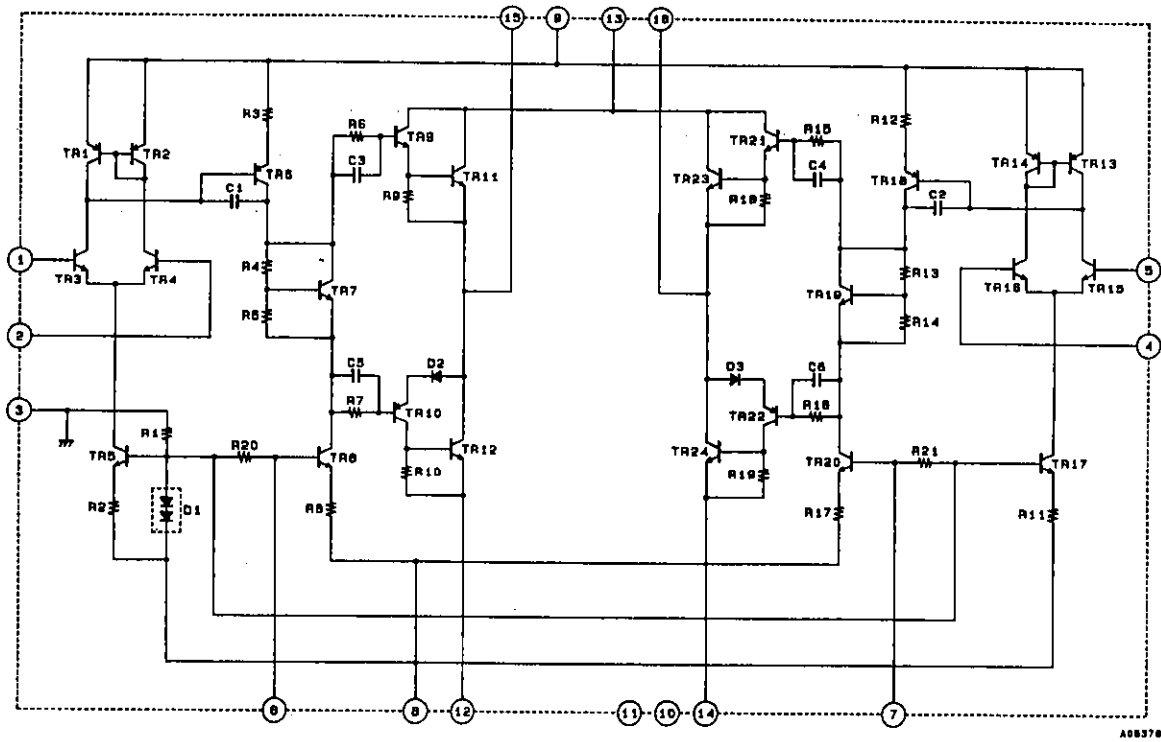 15 9 13 16
R3 R12
R6 TR9 TR21 R15
TR1 TR2 TR14 TR13
C3 C4
TR6 TR11 TR23 TR18
C1 R9 R18 C2
1 TR3 TR4 R4 R13 TR16 TR15 5
TR7 TR19
R5 R14
2 4
C5 D2 D3 C6
3 R7 TR10 TR22 R16
R1
TR5 R20 TR8 TR12 TR24 TR20 R21 TR17
R10 R19
R2 D1 R8 R17 R11
6 8 12 11 10 14 7